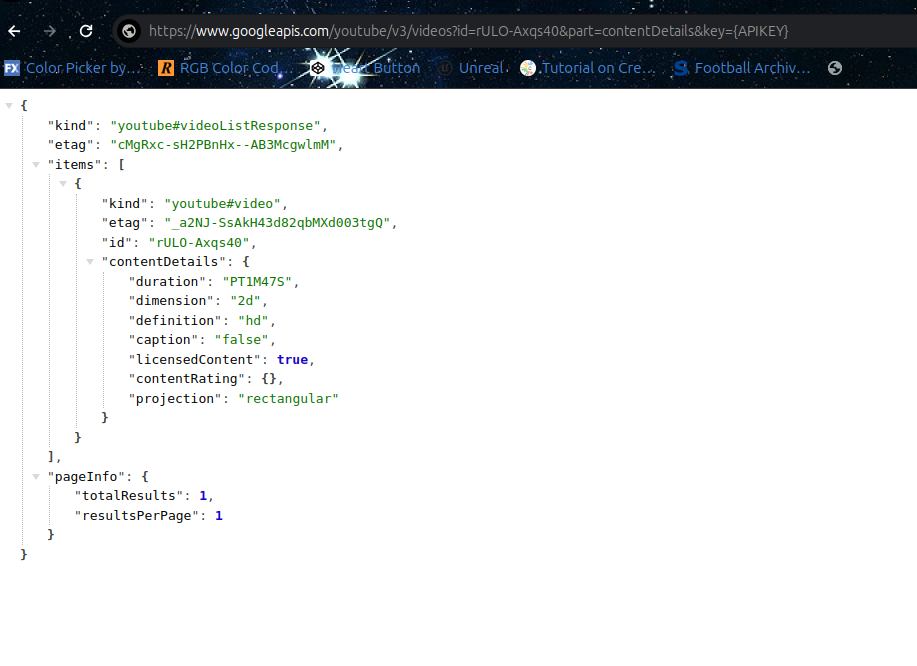 https://www.googleapis.com/youtube/v3/videos?id=rULO-Axqs40&part=contentDetails&key={APIKEY}
FX Color Picker by... R RGB Color Cod... Heart Button Unreal Tutorial on Cre... S Football Archiv...
{
"kind": "youtube#videoListResponse",
"etag": "cMgRxc-sH2PBnHx--AB3McgwlmM",
"items": [
{
"kind": "youtube#video",
"etag": "_a2NJ-SsAkH43d82qbMXd003tgQ",
"id": "rULO-Axqs40",
"contentDetails": {
"duration": "PT1M47S",
"dimension": "2d",
"definition": "hd",
"caption": "false",
"licensedContent": true,
"contentRating": {},
"projection": "rectangular"
}
}
],
"pageInfo": {
"totalResults": 1,
"resultsPerPage": 1
}
}